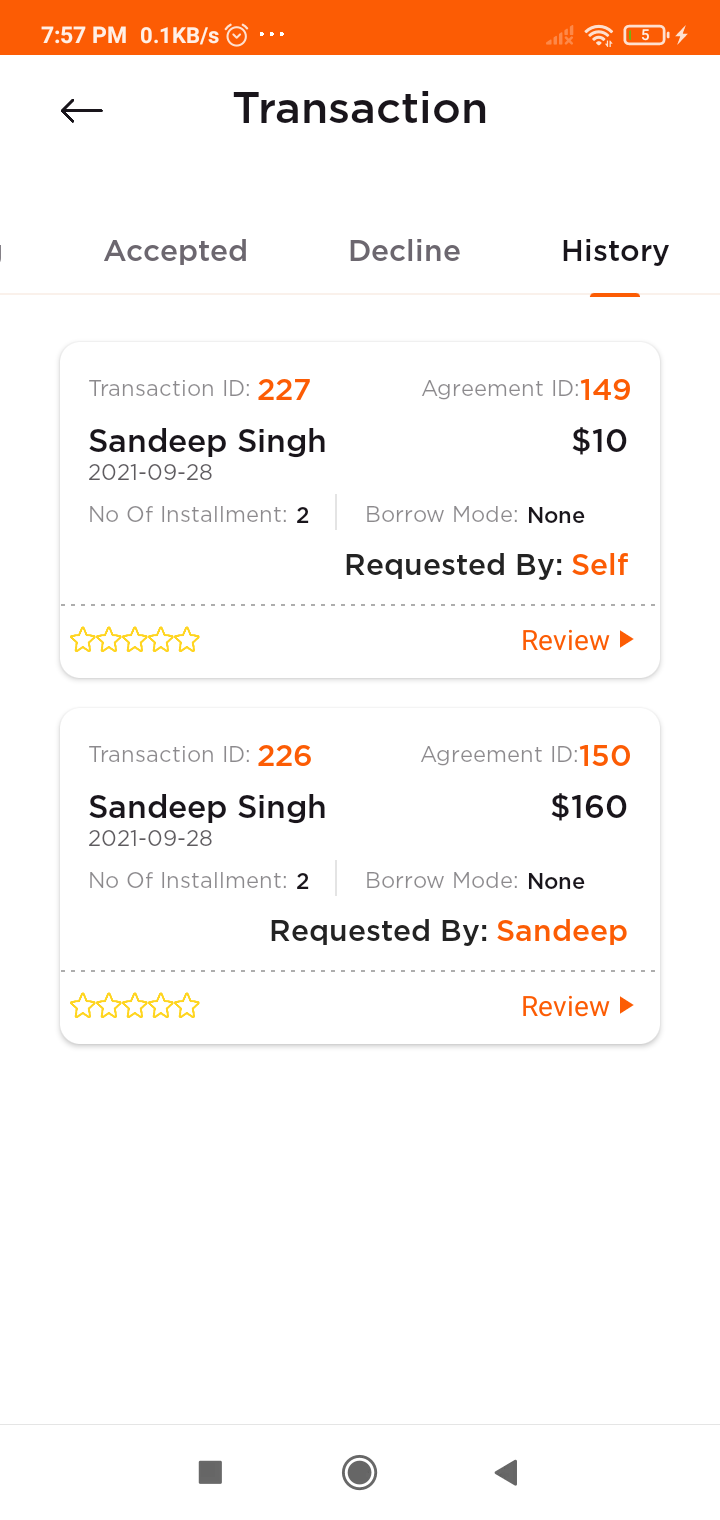 7:57 PM 0.1KB/s ... 5
Transaction
Accepted Decline History
Transaction ID: 227 Agreement ID:149
Sandeep Singh $10
2021-09-28
No Of Installment: 2 Borrow Mode: None
Requested By: Self
Review
Transaction ID: 226 Agreement ID:150
Sandeep Singh $160
2021-09-28
No Of Installment: 2 Borrow Mode: None
Requested By: Sandeep
Review